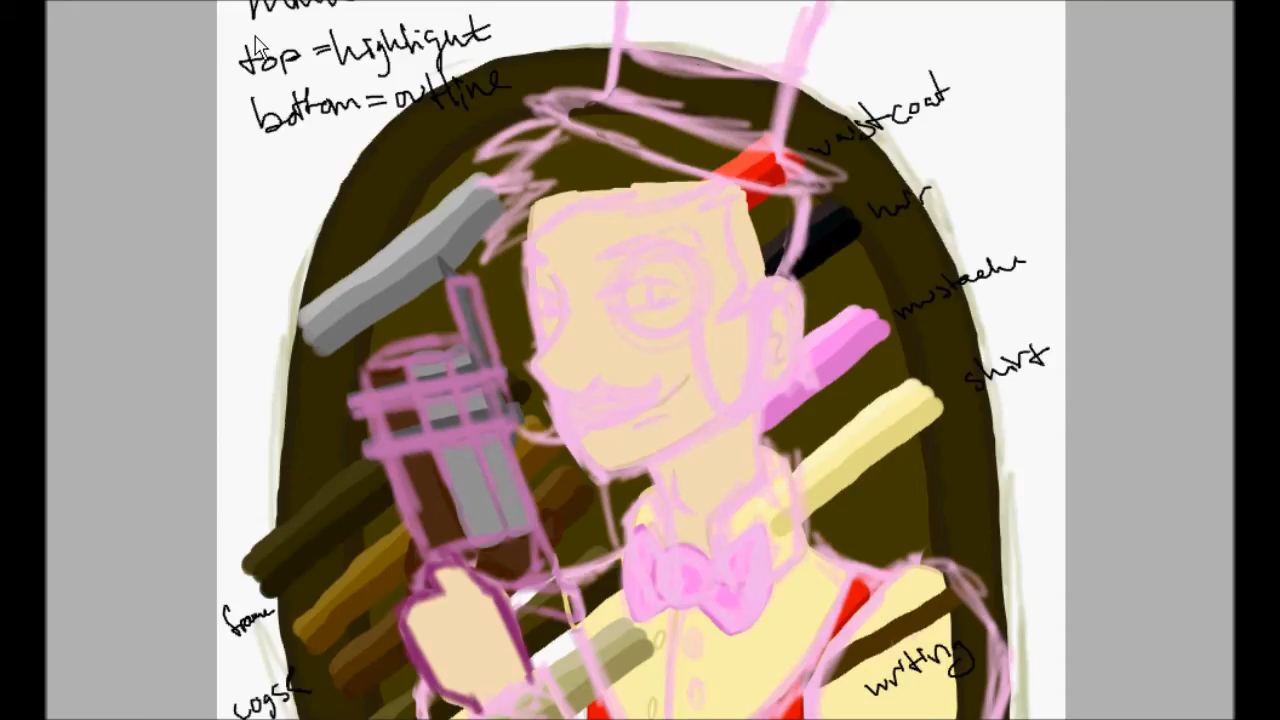 top = highlight
bottom = outline
waistcoat
hair
mustache
shirt
frame
writing